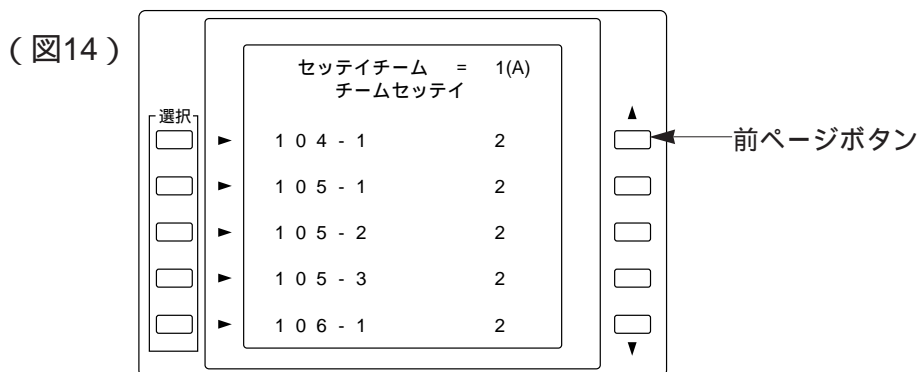 （図14）
セッテイチーム = 1(A)
チームセッテイ
選択
104-1 2
前ページボタン
105-1 2
105-2 2
105-3 2
106-1 2